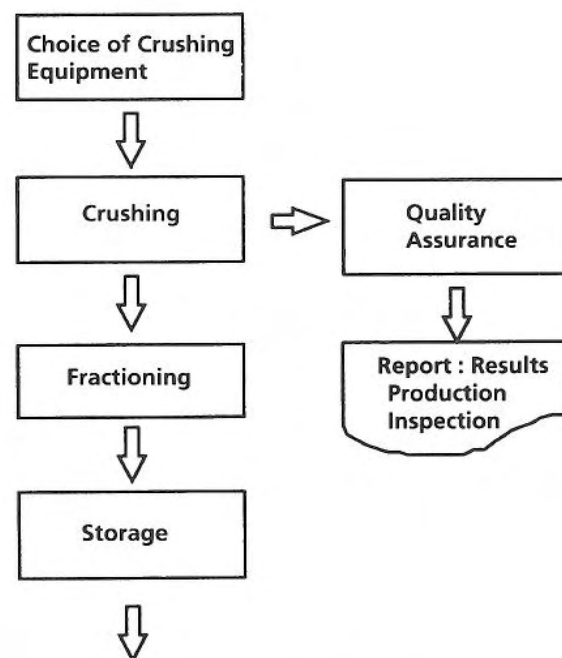 Choice of Crushing
Equipment
Crushing
Quality
Assurance
Fractioning
Report : Results
Production
Inspection
Storage